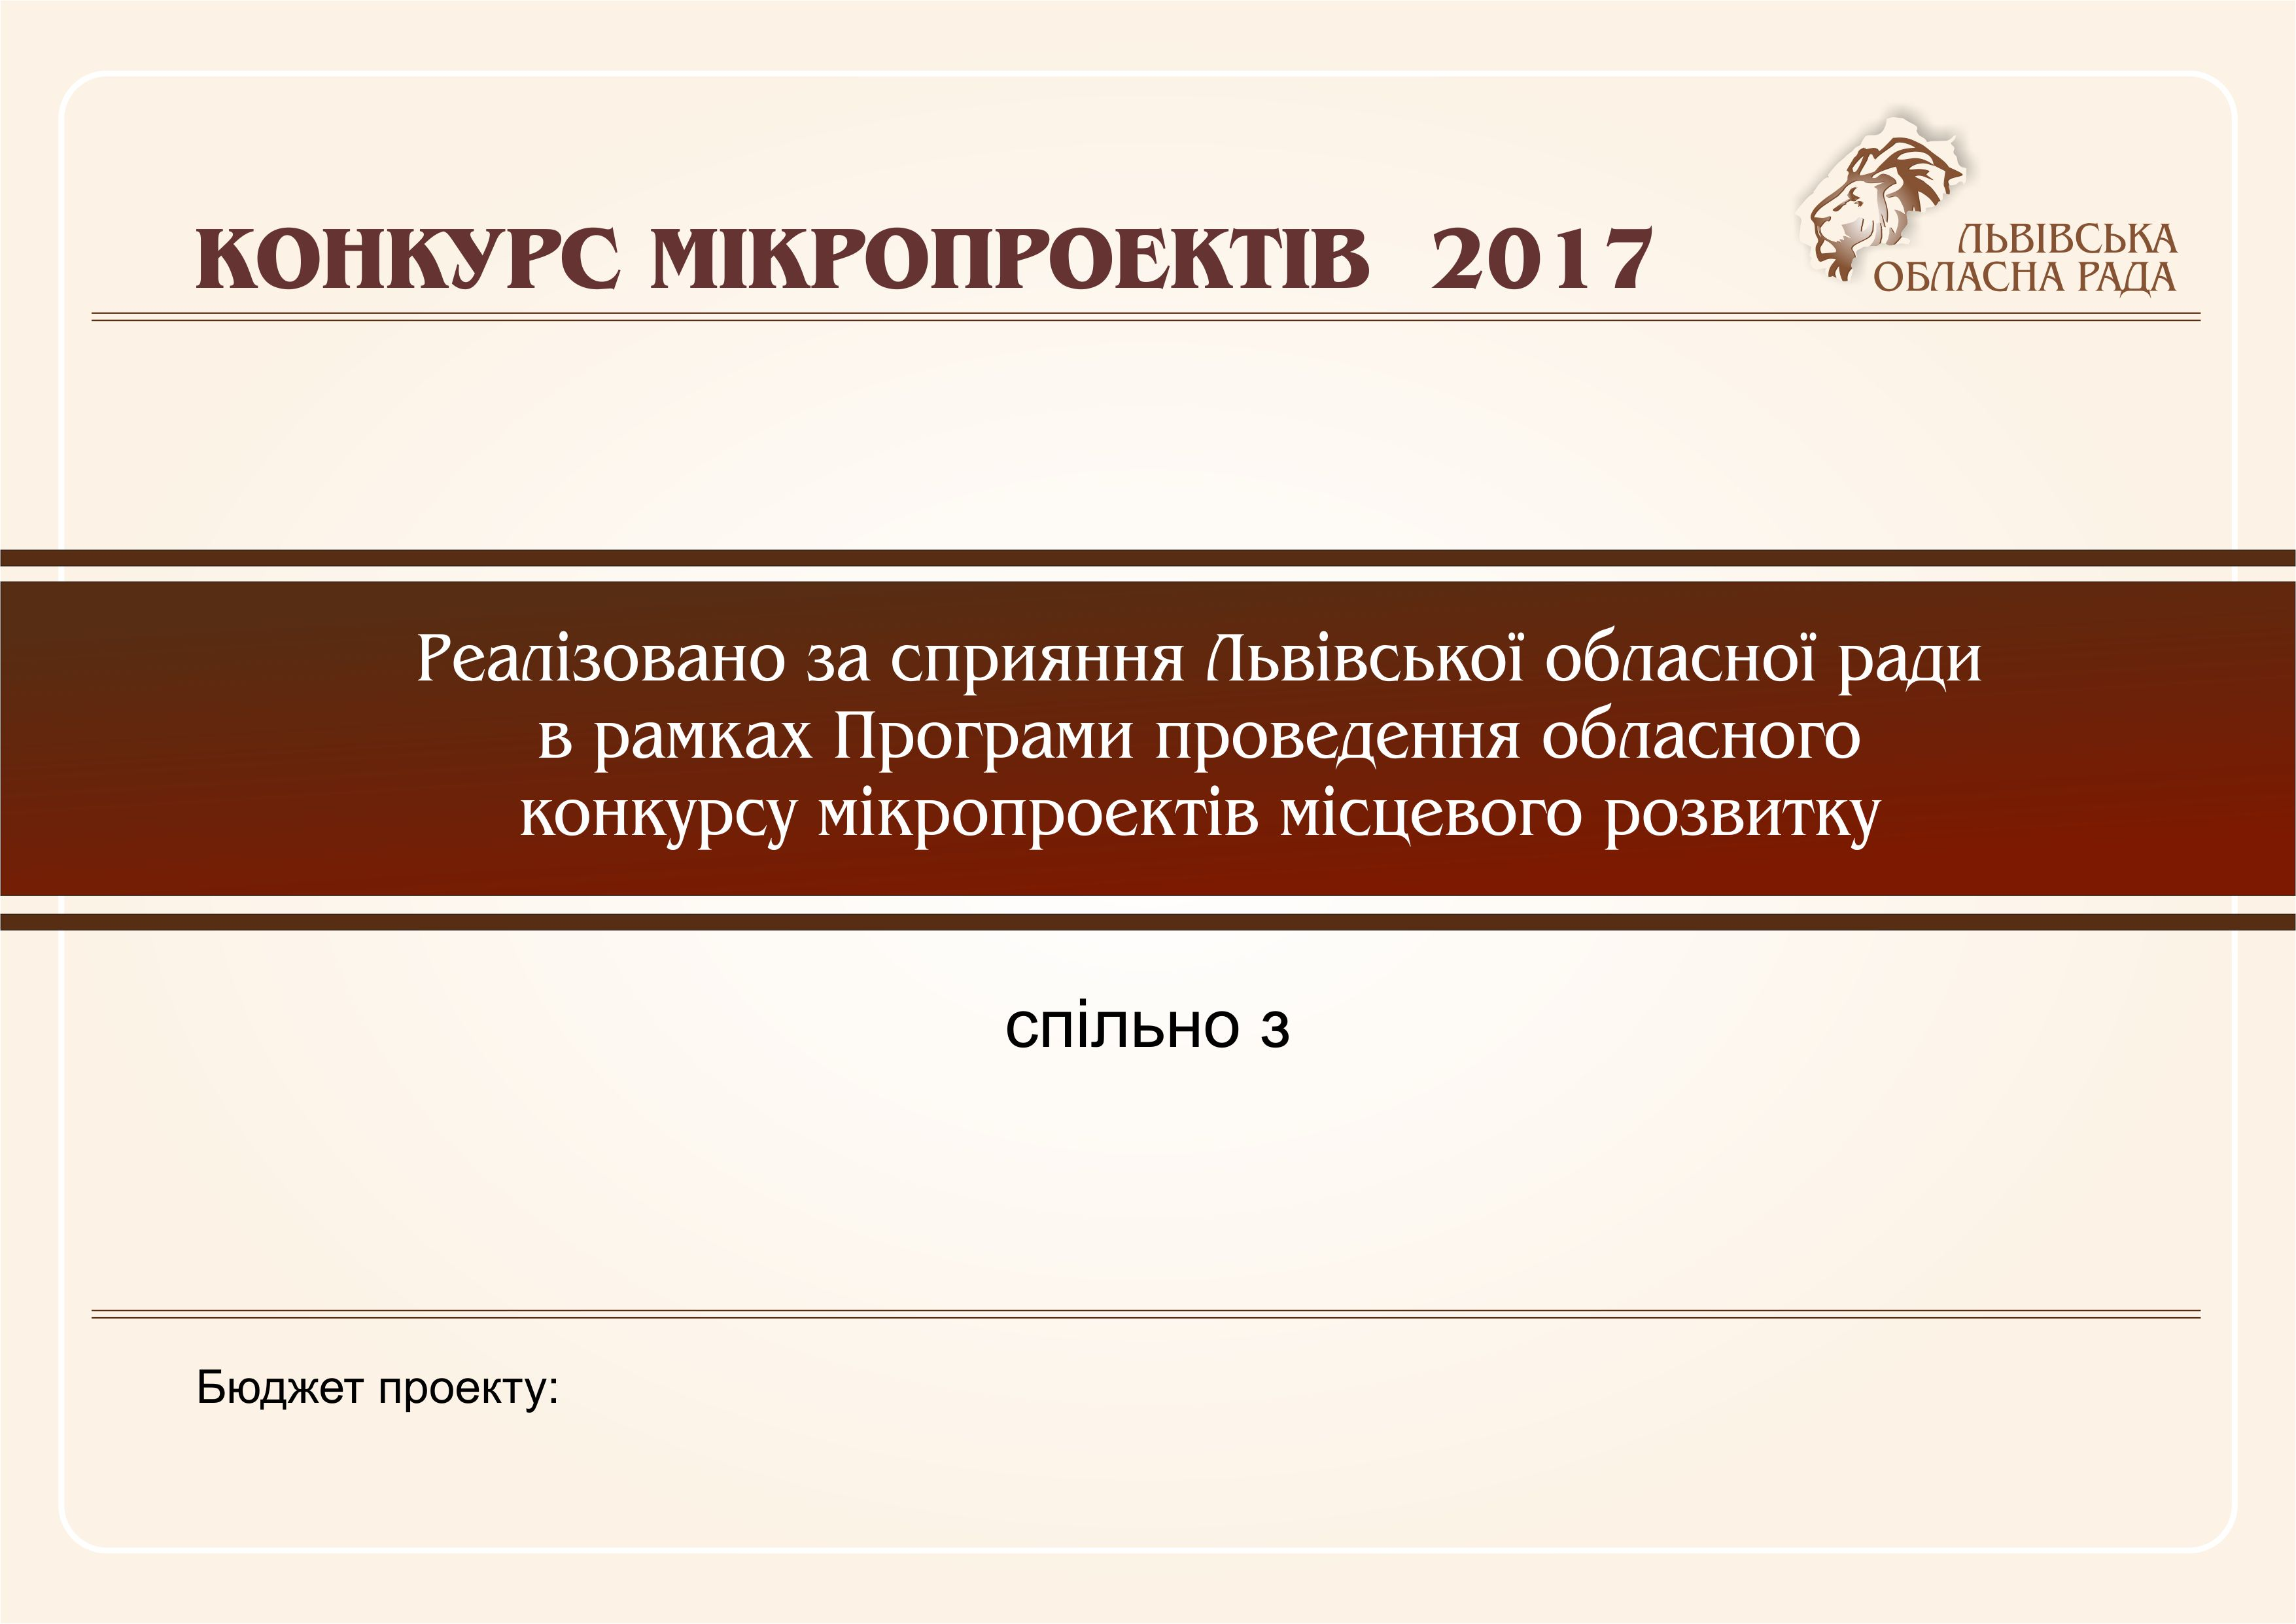 КОНКУРС МІКРОПРОЕКТІВ 2017
ЛЬВІВСЬКА
ОБЛАСНА РАДА
Реалізовано за сприяння Львівської обласної ради
в рамках Програми проведення обласного
конкурсу мікропроектів місцевого розвитку
спільно з
Бюджет проекту: